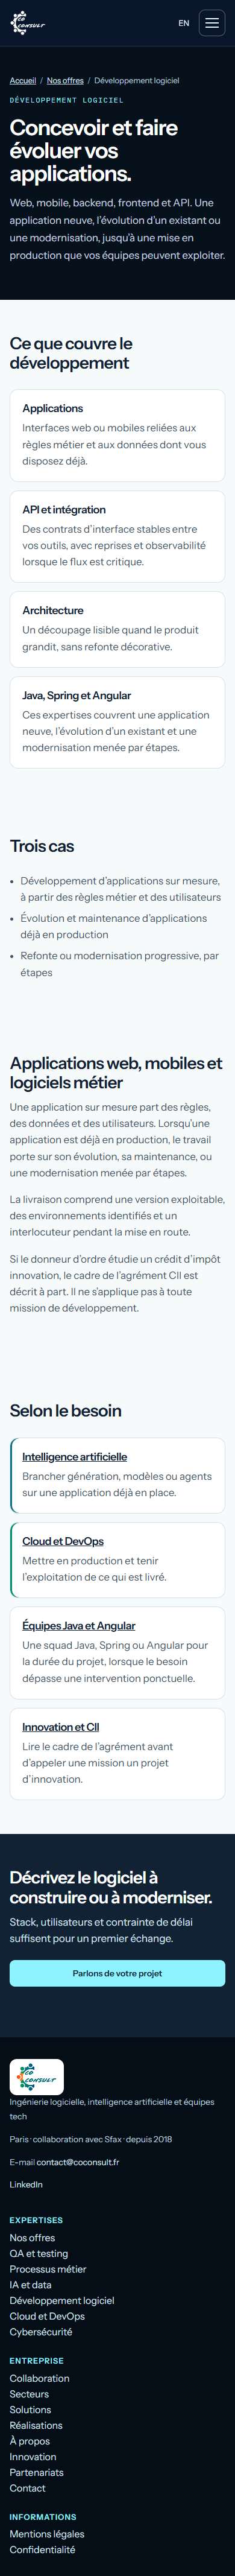 CO CONSULT
EN
Accueil / Nos offres / Développement logiciel
DÉVELOPPEMENT LOGICIEL
Concevoir et faire
évoluer vos
applications.
Web, mobile, backend, frontend et API. Une
application neuve, l’évolution d’un existant ou
une modernisation, jusqu’à une mise en
production que vos équipes peuvent exploiter.
Ce que couvre le
développement
Applications
Interfaces web ou mobiles reliées aux
règles métier et aux données dont vous
disposez déjà.
API et intégration
Des contrats d’interface stables entre
vos outils, avec reprises et observabilité
lorsque le flux est critique.
Architecture
Un découpage lisible quand le produit
grandit, sans refonte décorative.
Java, Spring et Angular
Ces expertises couvrent une application
neuve, l’évolution d’un existant et une
modernisation menée par étapes.
Trois cas
• Développement d’applications sur mesure,
à partir des règles métier et des utilisateurs
• Évolution et maintenance d’applications
déjà en production
• Refonte ou modernisation progressive, par
étapes
Applications web, mobiles et
logiciels métier
Une application sur mesure part des règles,
des données et des utilisateurs. Lorsqu’une
application est déjà en production, le travail
porte sur son évolution, sa maintenance, ou
une modernisation menée par étapes.
La livraison comprend une version exploitable,
des environnements identifiés et un
interlocuteur pendant la mise en route.
Si le donneur d’ordre étudie un crédit d’impôt
innovation, le cadre de l’agrément CII est
décrit à part. Il ne s’applique pas à toute
mission de développement.
Selon le besoin
Intelligence artificielle
Brancher génération, modèles ou agents
sur une application déjà en place.
Cloud et DevOps
Mettre en production et tenir
l’exploitation de ce qui est livré.
Équipes Java et Angular
Une squad Java, Spring ou Angular pour
la durée du projet, lorsque le besoin
dépasse une intervention ponctuelle.
Innovation et CII
Lire le cadre de l’agrément avant
d’appeler une mission un projet
d’innovation.
Décrivez le logiciel à
construire ou à moderniser.
Stack, utilisateurs et contrainte de délai
suffisent pour un premier échange.
Parlons de votre projet
CO CONSULT
Ingénierie logicielle, intelligence artificielle et équipes
tech
Paris · collaboration avec Sfax · depuis 2018
E-mail contact@coconsult.fr
LinkedIn
EXPERTISES
Nos offres
QA et testing
Processus métier
IA et data
Développement logiciel
Cloud et DevOps
Cybersécurité
ENTREPRISE
Collaboration
Secteurs
Solutions
Réalisations
À propos
Innovation
Partenariats
Contact
INFORMATIONS
Mentions légales
Confidentialité